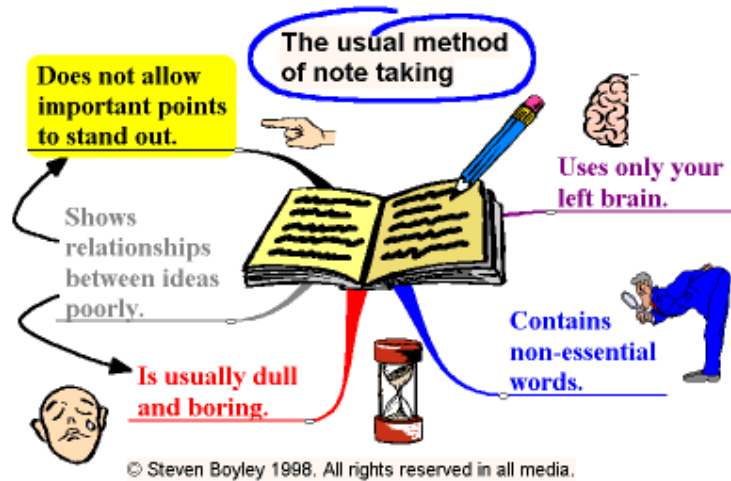 The usual method
of note taking
Does not allow
important points
to stand out.
Uses only your
left brain.
Shows
relationships
between ideas
poorly.
Contains
non-essential
words.
Is usually dull
and boring.
© Steven Boyley 1998. All rights reserved in all media.